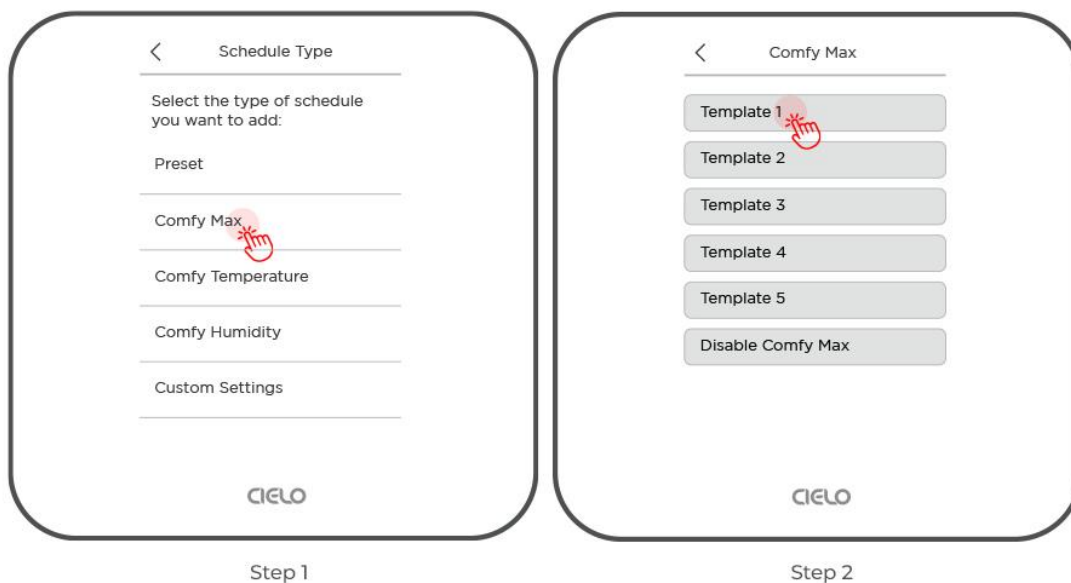 Schedule Type
Select the type of schedule
you want to add:
Preset
Comfy Max
Comfy Temperature
Comfy Humidity
Custom Settings
CIELO
Step 1
Comfy Max
Template 1
Template 2
Template 3
Template 4
Template 5
Disable Comfy Max
CIELO
Step 2